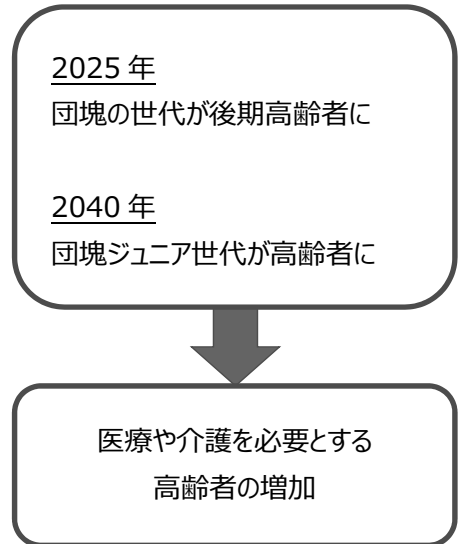 2025 年
団塊の世代が後期高齢者に
2040 年
団塊ジュニア世代が高齢者に
医療や介護を必要とする
高齢者の増加